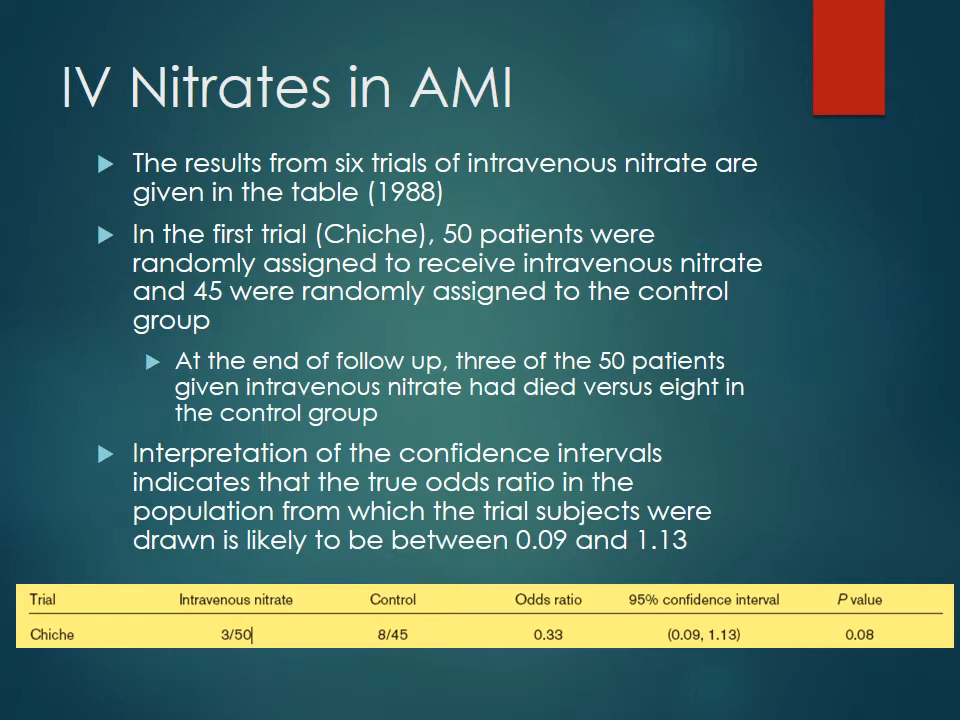 IV Nitrates in AMI
The results from six trials of intravenous nitrate are
given in the table (1988)
In the first trial (Chiche), 50 patients were
randomly assigned to receive intravenous nitrate
and 45 were randomly assigned to the control
group
At the end of follow up, three of the 50 patients
given intravenous nitrate had died versus eight in
the control group
Interpretation of the confidence intervals
indicates that the true odds ratio in the
population from which the trial subjects were
drawn is likely to be between 0.09 and 1.13
Trial Intravenous nitrate Control Odds ratio 95% confidence interval P value
Chiche 3/50 8/45 0.33 (0.09, 1.13) 0.08